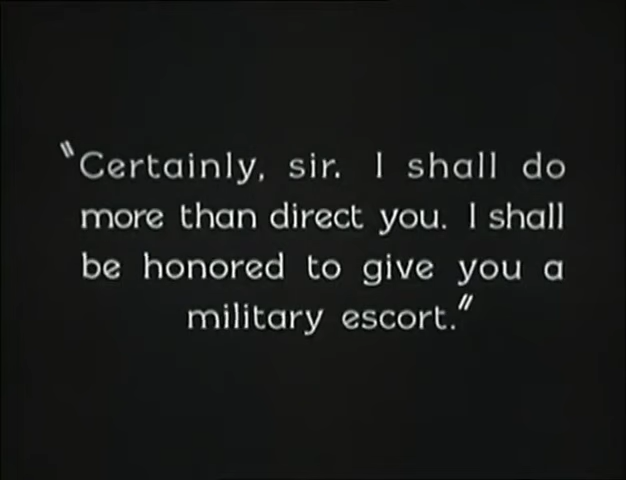 "Certainly, sir. I shall do
more than direct you. I shall
be honored to give you a
military escort."